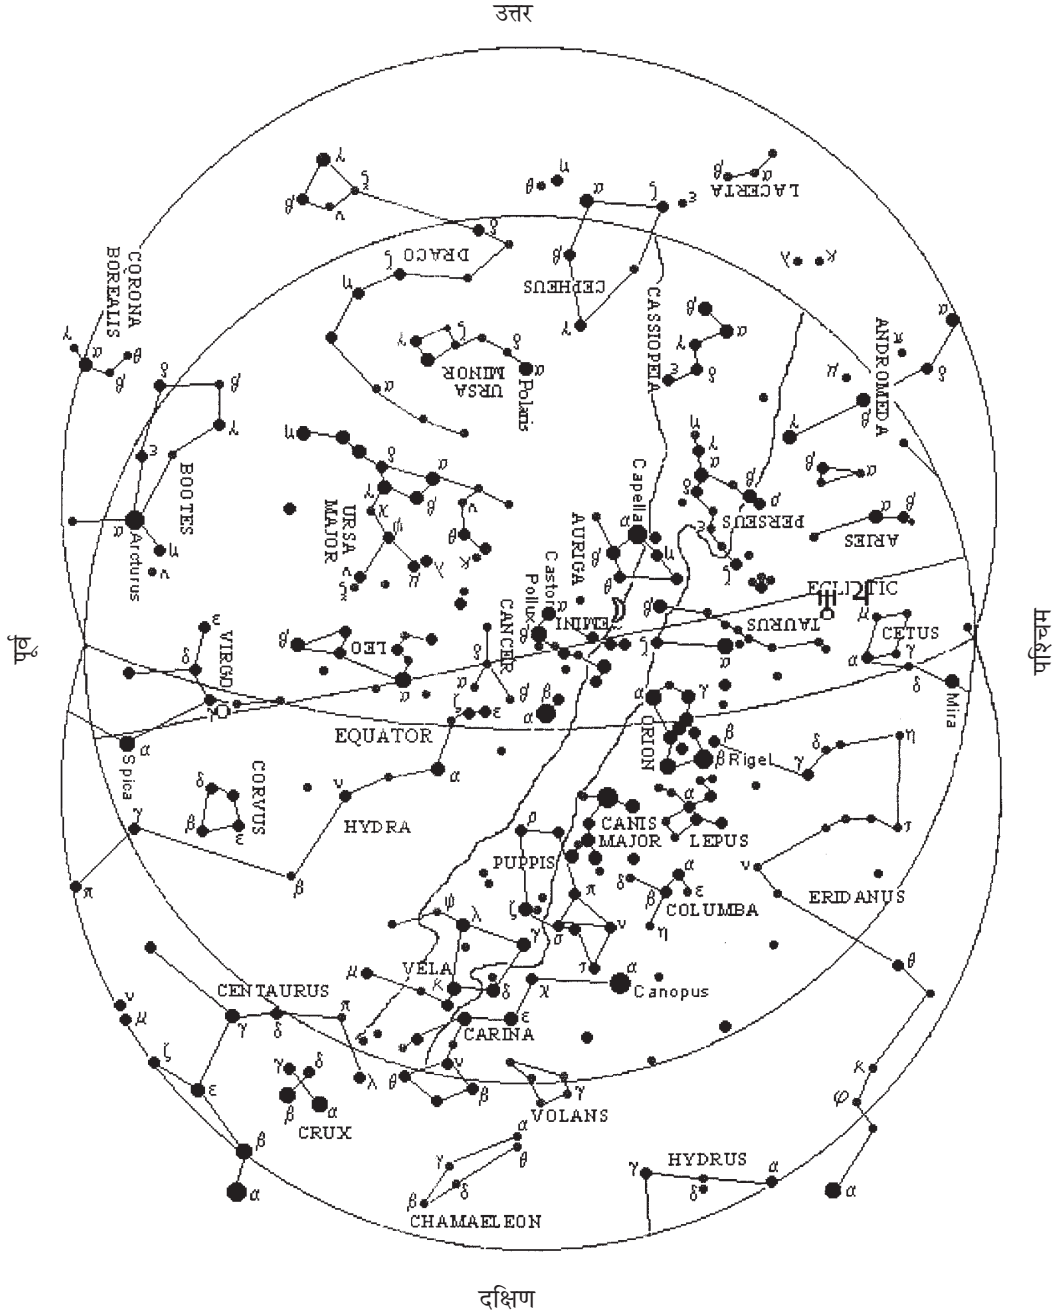 उत्तर
LACERTA
DRACO
CEPHEUS
CASSIOPEIA
CORONA
BOREALIS
ANDROMEDA
URSA
MINOR
Polaris
BOOTES
Arcturus
URSA
MAJOR
Capella
PERSEUS
ARIES
AURIGA
Castor
Pollux
GEMINI
ECLIPTIC
TAURUS
CETUS
पूर्व
पश्चिम
VIRGO
LEO
CANCER
Mira
EQUATOR
ORION
β Rigel
Spica
CORVUS
HYDRA
CANIS
MAJOR
LEPUS
PUPPIS
COLUMBA
ERIDANUS
VELA
CENTAURUS
Canopus
CARINA
CRUX
VOLANS
HYDRUS
CHAMAELEON
दक्षिण